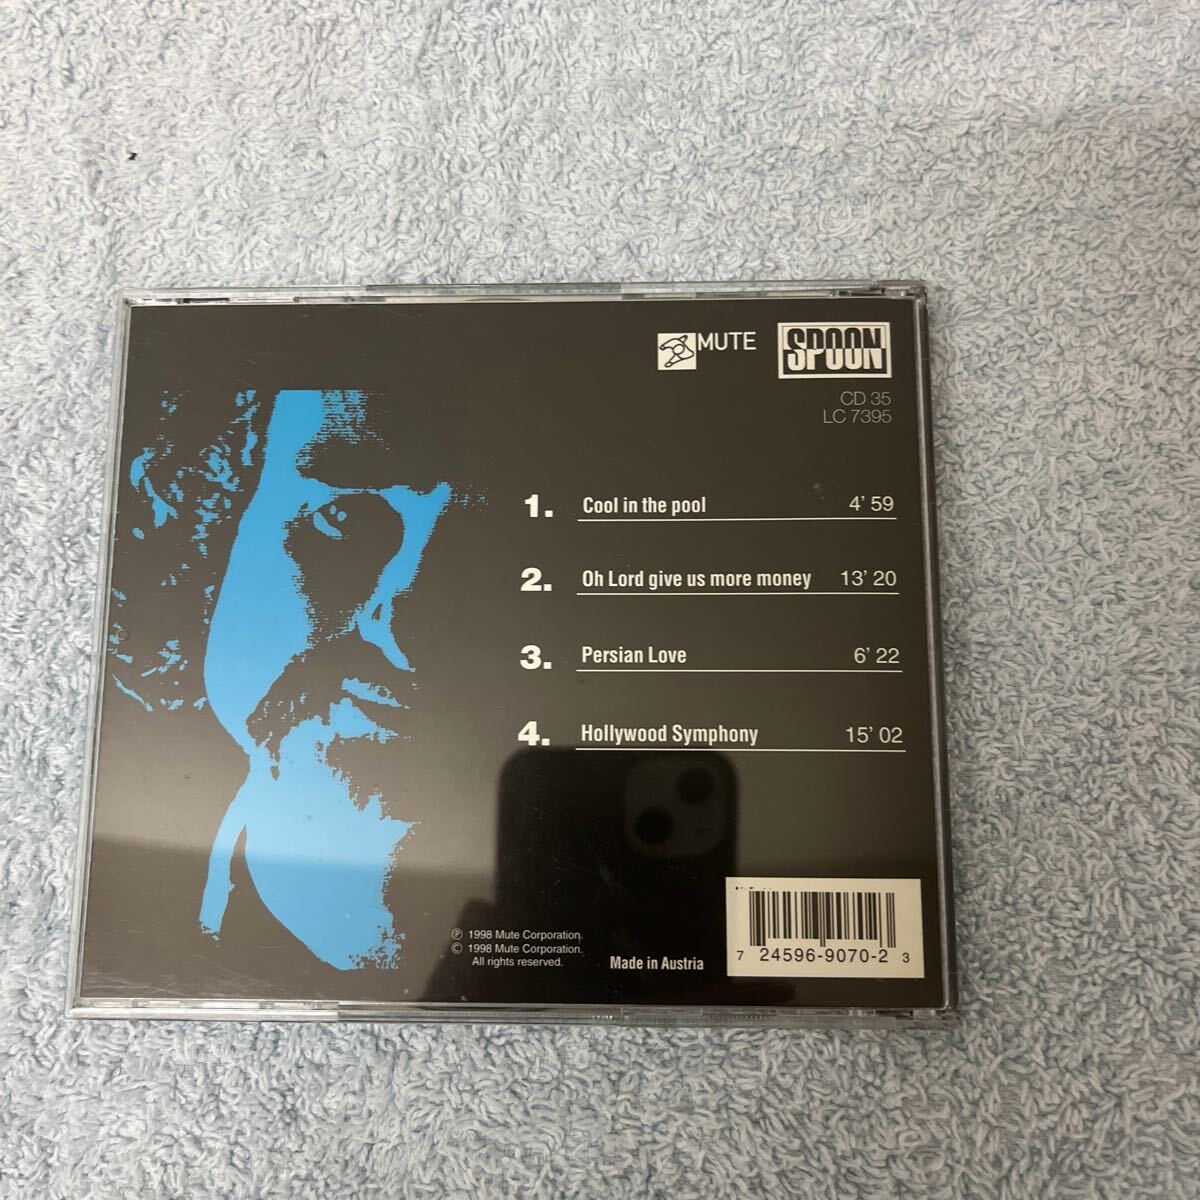 MUTE
SPOON
CD 35
LC 7395
1. Cool in the pool 4' 59
2. Oh Lord give us more money 13' 20
3. Persian Love 6' 22
4. Hollywood Symphony 15' 02
℗ 1998 Mute Corporation.
© 1998 Mute Corporation.
All rights reserved.
Made in Austria
7 24596-9070-2 3